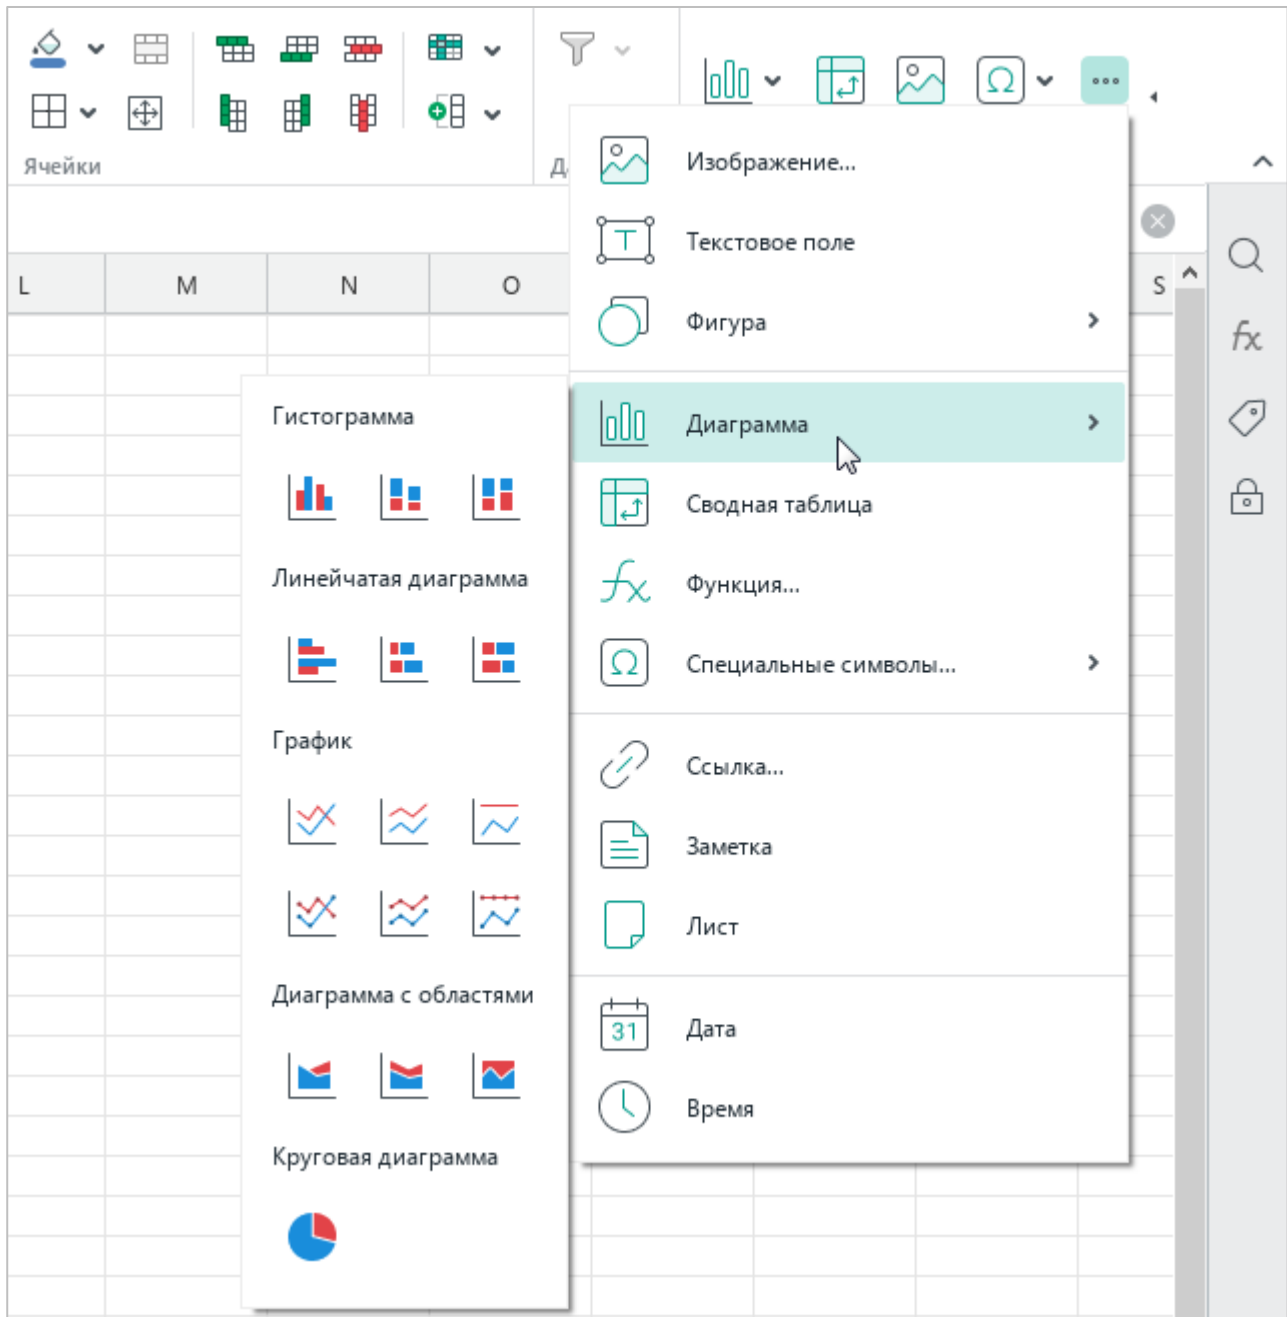 Ячейки
L M N O S
Изображение...
Текстовое поле
Фигура
Диаграмма
Сводная таблица
Функция...
Специальные символы...
Ссылка...
Заметка
Лист
31
Дата
Время
Гистограмма
Линейчатая диаграмма
График
Диаграмма с областями
Круговая диаграмма
fx